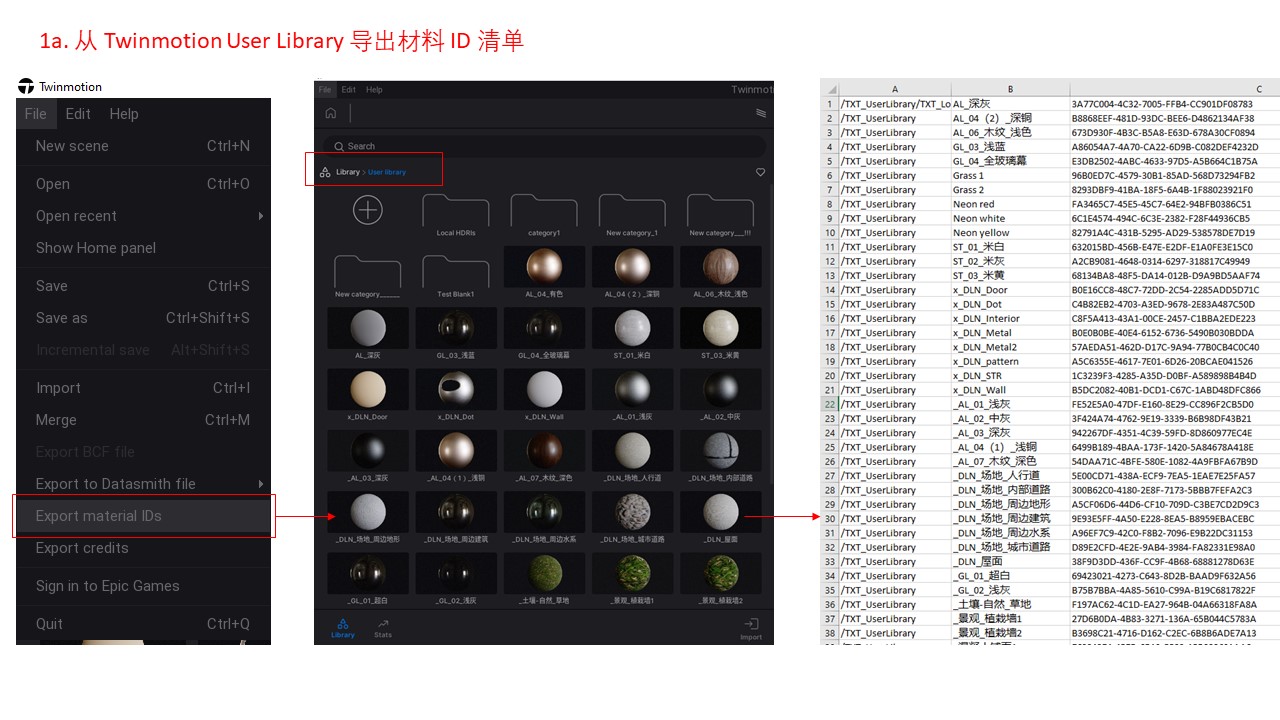 1a. 从 Twinmotion User Library 导出材料 ID 清单
Twinmotion
File Edit Help
New scene Ctrl+N
Open Ctrl+O
Open recent
Show Home panel
Save Ctrl+S
Save as Ctrl+Shift+S
Incremental save Alt+Shift+S
Import Ctrl+I
Merge Ctrl+M
Export BCF file
Export to Datasmith file
Export material IDs
Export credits
Sign in to Epic Games
Quit Ctrl+Q
File Edit Help Twinmoti
Search
Library > User library
Local HDRIs category1 New category_1 New category___!!!
New category______ Test Blank1 AL_04_有色 AL_04 ( 2 ) _深铜 AL_06_木纹_浅色
AL_深灰 GL_03_浅蓝 GL_04_全玻璃幕 ST_01_米白 ST_03_米黄
x_DLN_Door x_DLN_Dot x_DLN_Wall _AL_01_浅灰 _AL_02_中灰
_AL_03_深灰 _AL_04 ( 1 ) _浅铜 _AL_07_木纹_深色 _DLN_场地_人行道 _DLN_场地_内部道路
_DLN_场地_周边地形 _DLN_场地_周边建筑 _DLN_场地_周边水系 _DLN_场地_城市道路 _DLN_屋面
_GL_01_超白 _GL_02_浅灰 _土壤-自然_草地 _景观_植栽墙1 _景观_植栽墙2
Library Stats Import
A B C
1 /TXT_UserLibrary/TXT_Lo AL_深灰 3A77C004-4C32-7005-FFB4-CC901DF08783
2 /TXT_UserLibrary AL_04（2）_深铜 B8868EEF-481D-93DC-BEE6-D4862134AF38
3 /TXT_UserLibrary AL_06_木纹_浅色 673D930F-4B3C-B5A8-E63D-678A30CF0894
4 /TXT_UserLibrary GL_03_浅蓝 A86054A7-4A70-CA22-6D9B-C082DEF4232D
5 /TXT_UserLibrary GL_04_全玻璃幕 E3DB2502-4ABC-4633-97D5-A5B664C1B75A
6 /TXT_UserLibrary Grass 1 96B0ED7C-4579-30B1-85AD-568D73294FB2
7 /TXT_UserLibrary Grass 2 8293DBF9-41BA-18F5-6A4B-1F88023921F0
8 /TXT_UserLibrary Neon red FA3465C7-45E5-45C7-64E2-94BFB0386C51
9 /TXT_UserLibrary Neon white 6C1E4574-494C-6C3E-2382-F28F44936CB5
10 /TXT_UserLibrary Neon yellow 82791A4C-431B-5295-AD29-538578DE7D19
11 /TXT_UserLibrary ST_01_米白 632015BD-456B-E47E-E2DF-E1A0FE3E15C0
12 /TXT_UserLibrary ST_02_米灰 A2CB9081-4648-0314-6297-318817C49949
13 /TXT_UserLibrary ST_03_米黄 68134BA8-48F5-DA14-012B-D9A9BD5AAF74
14 /TXT_UserLibrary x_DLN_Door B0E16CC8-48C7-72DD-2C54-2285ADD5D71C
15 /TXT_UserLibrary x_DLN_Dot C4B82EB2-4703-A3ED-9678-2E83A487C50D
16 /TXT_UserLibrary x_DLN_Interior C8F5A413-43A1-00CE-2457-C1BBA2EDE223
17 /TXT_UserLibrary x_DLN_Metal B0E0B0BE-40E4-6152-6736-5490B030BDDA
18 /TXT_UserLibrary x_DLN_Metal2 57AEDA51-462D-D17C-9A94-77B0CB4C0C40
19 /TXT_UserLibrary x_DLN_pattern A5C6355E-4617-7E01-6D26-20BCAE041526
20 /TXT_UserLibrary x_DLN_STR 1C3239F3-4285-A35D-D0BF-A589898B4B4D
21 /TXT_UserLibrary x_DLN_Wall B5DC2082-40B1-DCD1-C67C-1ABD48DFC866
22 /TXT_UserLibrary _AL_01_浅灰 FE52E5A0-47DF-E160-8E29-CC896F2CB5D0
23 /TXT_UserLibrary _AL_02_中灰 3F424A74-4762-9E19-3339-B6B98DF43B21
24 /TXT_UserLibrary _AL_03_深灰 942267DF-4351-4C39-59FD-8D860977EC4E
25 /TXT_UserLibrary _AL_04（1）_浅铜 6499B189-4BAA-173F-1420-5A84678A418E
26 /TXT_UserLibrary _AL_07_木纹_深色 54DAA71C-4BFE-580E-1082-4A9FBFA67B9D
27 /TXT_UserLibrary _DLN_场地_人行道 5E00CD71-438A-ECF9-7EA5-1EAE7E25FA57
28 /TXT_UserLibrary _DLN_场地_内部道路 300B62C0-4180-2E8F-7173-5BBB7FEFA2C3
29 /TXT_UserLibrary _DLN_场地_周边地形 A5CF06D6-44D6-CF10-709D-C3BE7CD2D9C3
30 /TXT_UserLibrary _DLN_场地_周边建筑 9E93E5FF-4A50-E228-8EA5-B8959EBACEBC
31 /TXT_UserLibrary _DLN_场地_周边水系 A96EF7C9-42C0-F8B2-7096-E9B22DC31153
32 /TXT_UserLibrary _DLN_场地_城市道路 D89E2CFD-4E2E-9AB4-3984-FA82331E98A0
33 /TXT_UserLibrary _DLN_屋面 38F9D3DD-436F-CC9F-4B68-68881278D63E
34 /TXT_UserLibrary _GL_01_超白 69423021-4273-C643-8D2B-BAAD9F632A56
35 /TXT_UserLibrary _GL_02_浅灰 B75B7BBA-4A85-5610-C99A-B19C6817822F
36 /TXT_UserLibrary _土壤-自然_草地 F197AC62-4C1D-EA27-964B-04A66318FA8A
37 /TXT_UserLibrary _景观_植栽墙1 27D6B0DA-4B83-3271-136A-65B044C5783A
38 /TXT_UserLibrary _景观_植栽墙2 B3698C21-4716-D162-C2EC-6B8B6ADE7A13